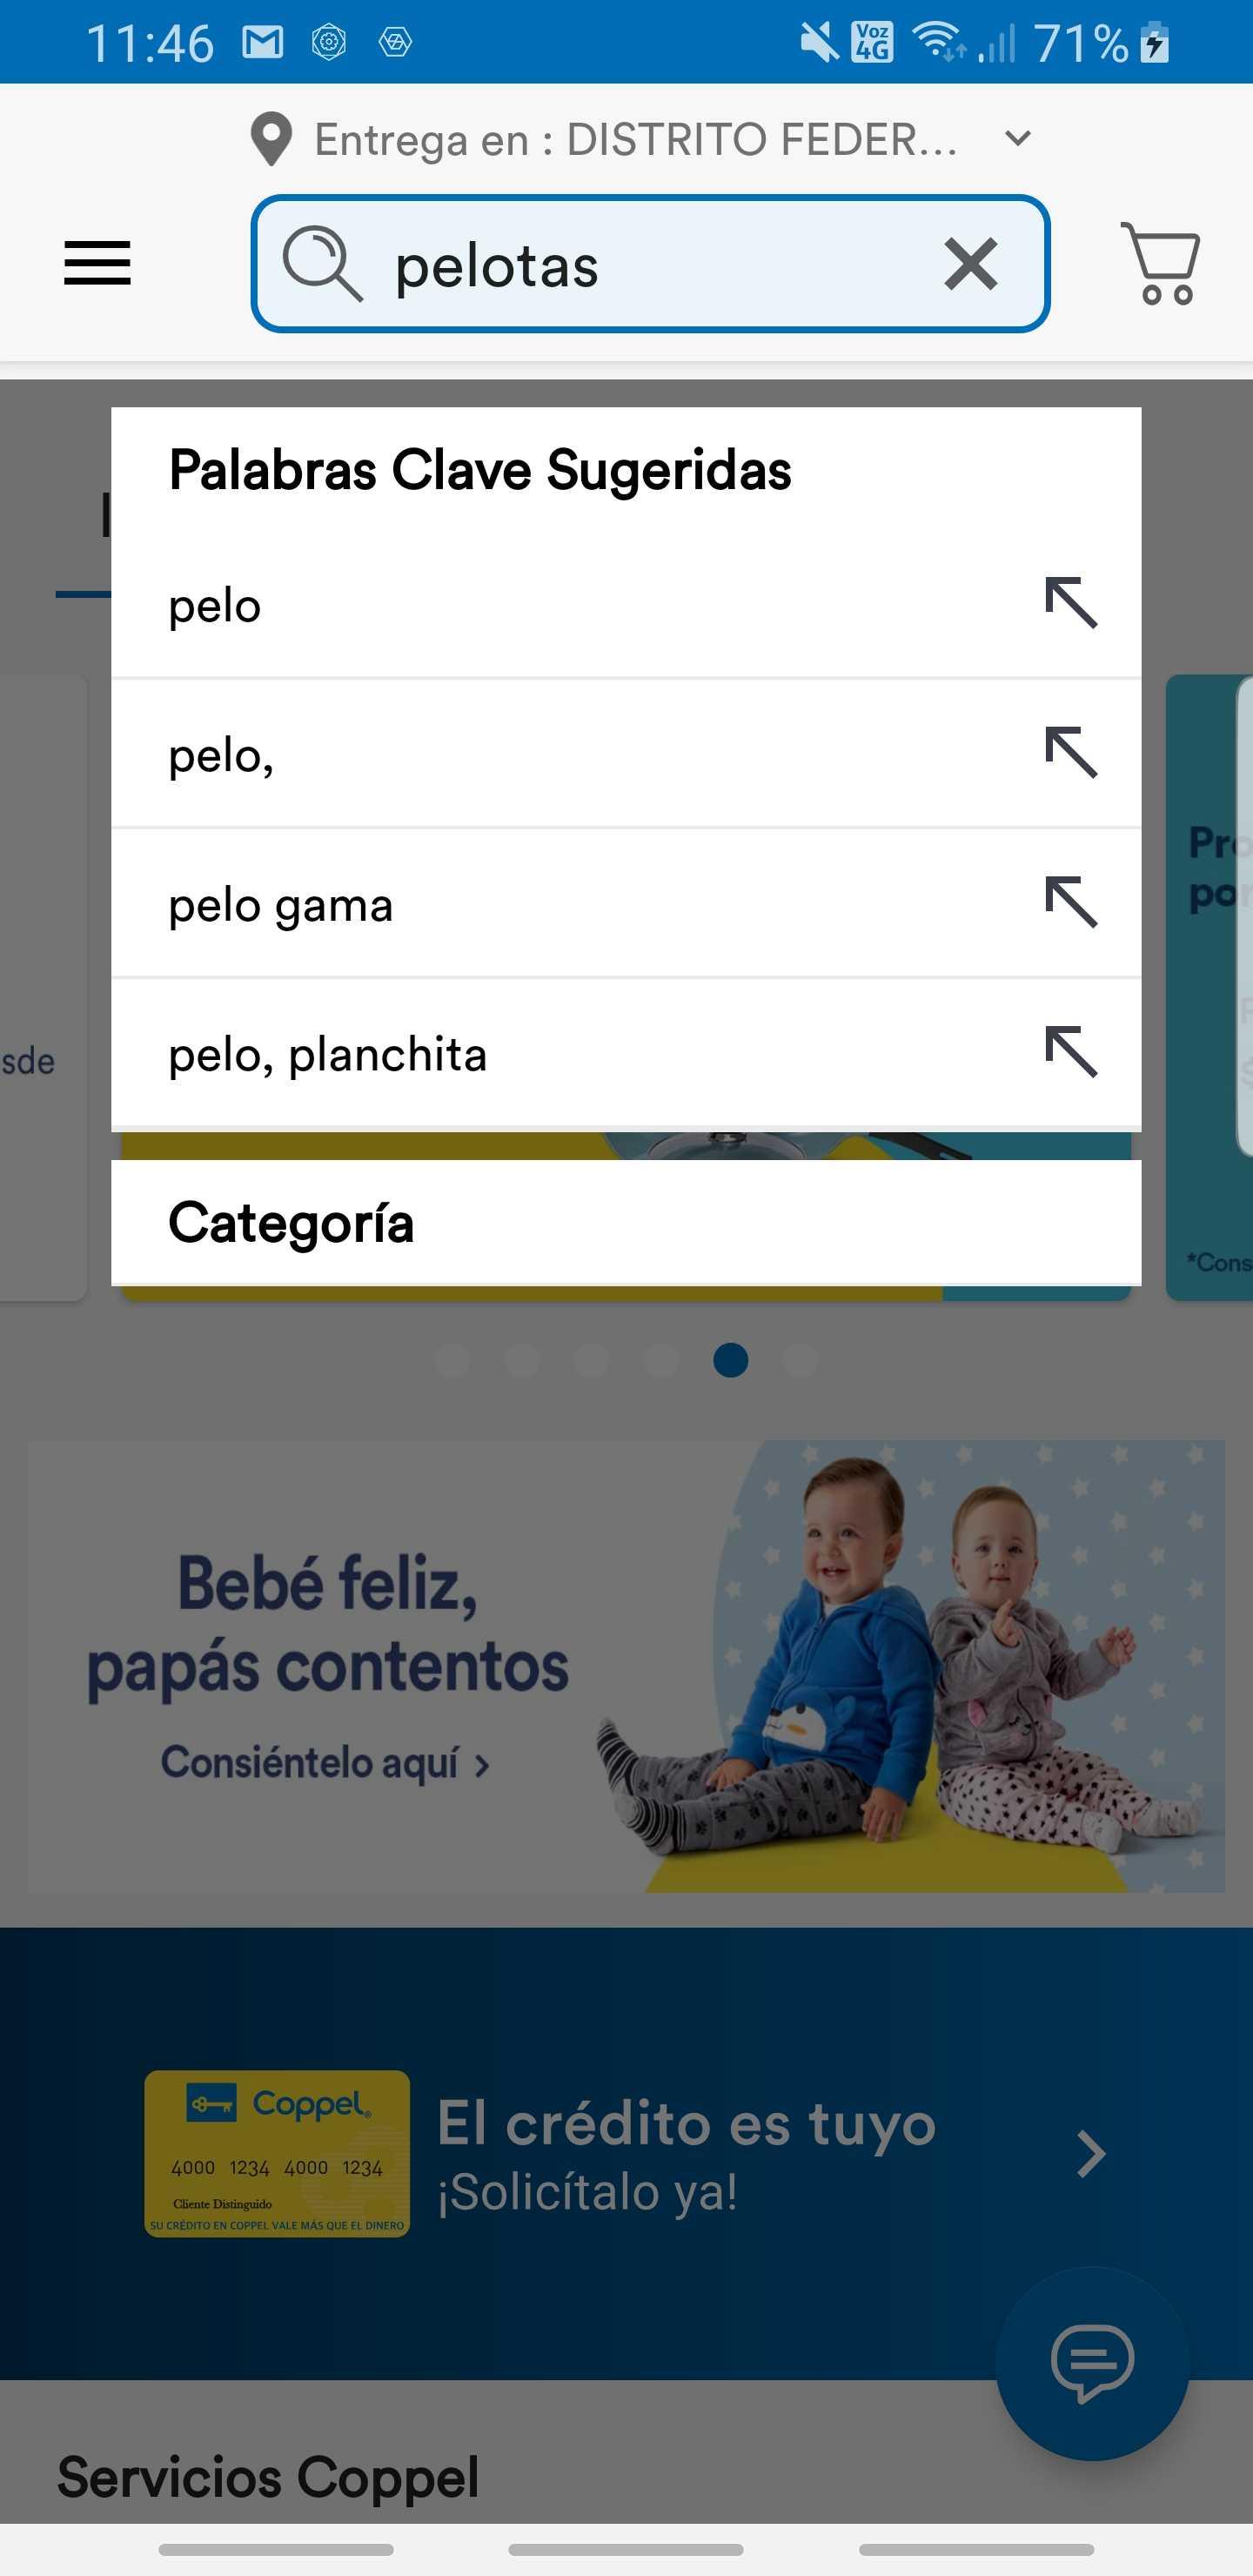 11:46
Voz 4G
71%
Entrega en : DISTRITO FEDER...
pelotas
Palabras Clave Sugeridas
pelo
pelo,
pelo gama
pelo, planchita
sde
Categoría
*Cons
Bebé feliz,
papás contentos
Consiéntelo aquí ›
Coppel
4000 1234 4000 1234
Cliente Distinguido
SU CRÉDITO EN COPPEL VALE MÁS QUE EL DINERO
El crédito es tuyo
¡Solicítalo ya!
Servicios Coppel